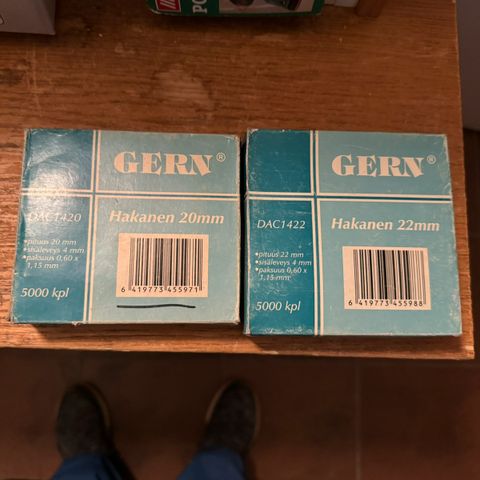 PO
GERN®
DAC1420
Hakanen 20mm
•pituus 20 mm
•sisäleveys 4 mm
•paksuus 0,60 x
1,15 mm
5000 kpl
6 419773 455971
GERN®
DAC1422
Hakanen 22mm
•pituus 22 mm
•sisäleveys 4 mm
•paksuus 0,60 x
1,15 mm
5000 kpl
6 419773 455988